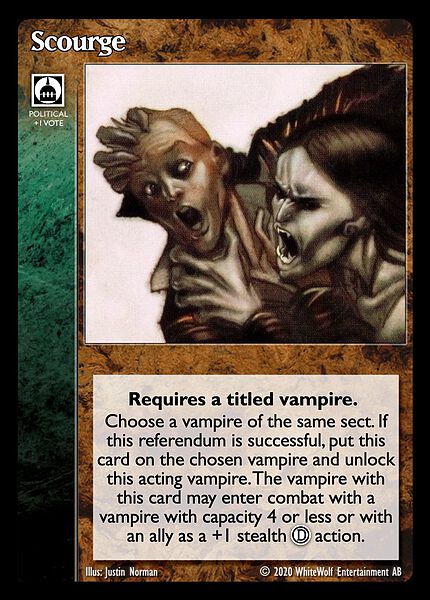 Scourge
POLITICAL
+1 VOTE
Requires a titled vampire.
Choose a vampire of the same sect. If
this referendum is successful, put this
card on the chosen vampire and unlock
this acting vampire. The vampire with
this card may enter combat with a
vampire with capacity 4 or less or with
an ally as a +1 stealth Ⓓ action.
Illus: Justin Norman © 2020 WhiteWolf Entertainment AB